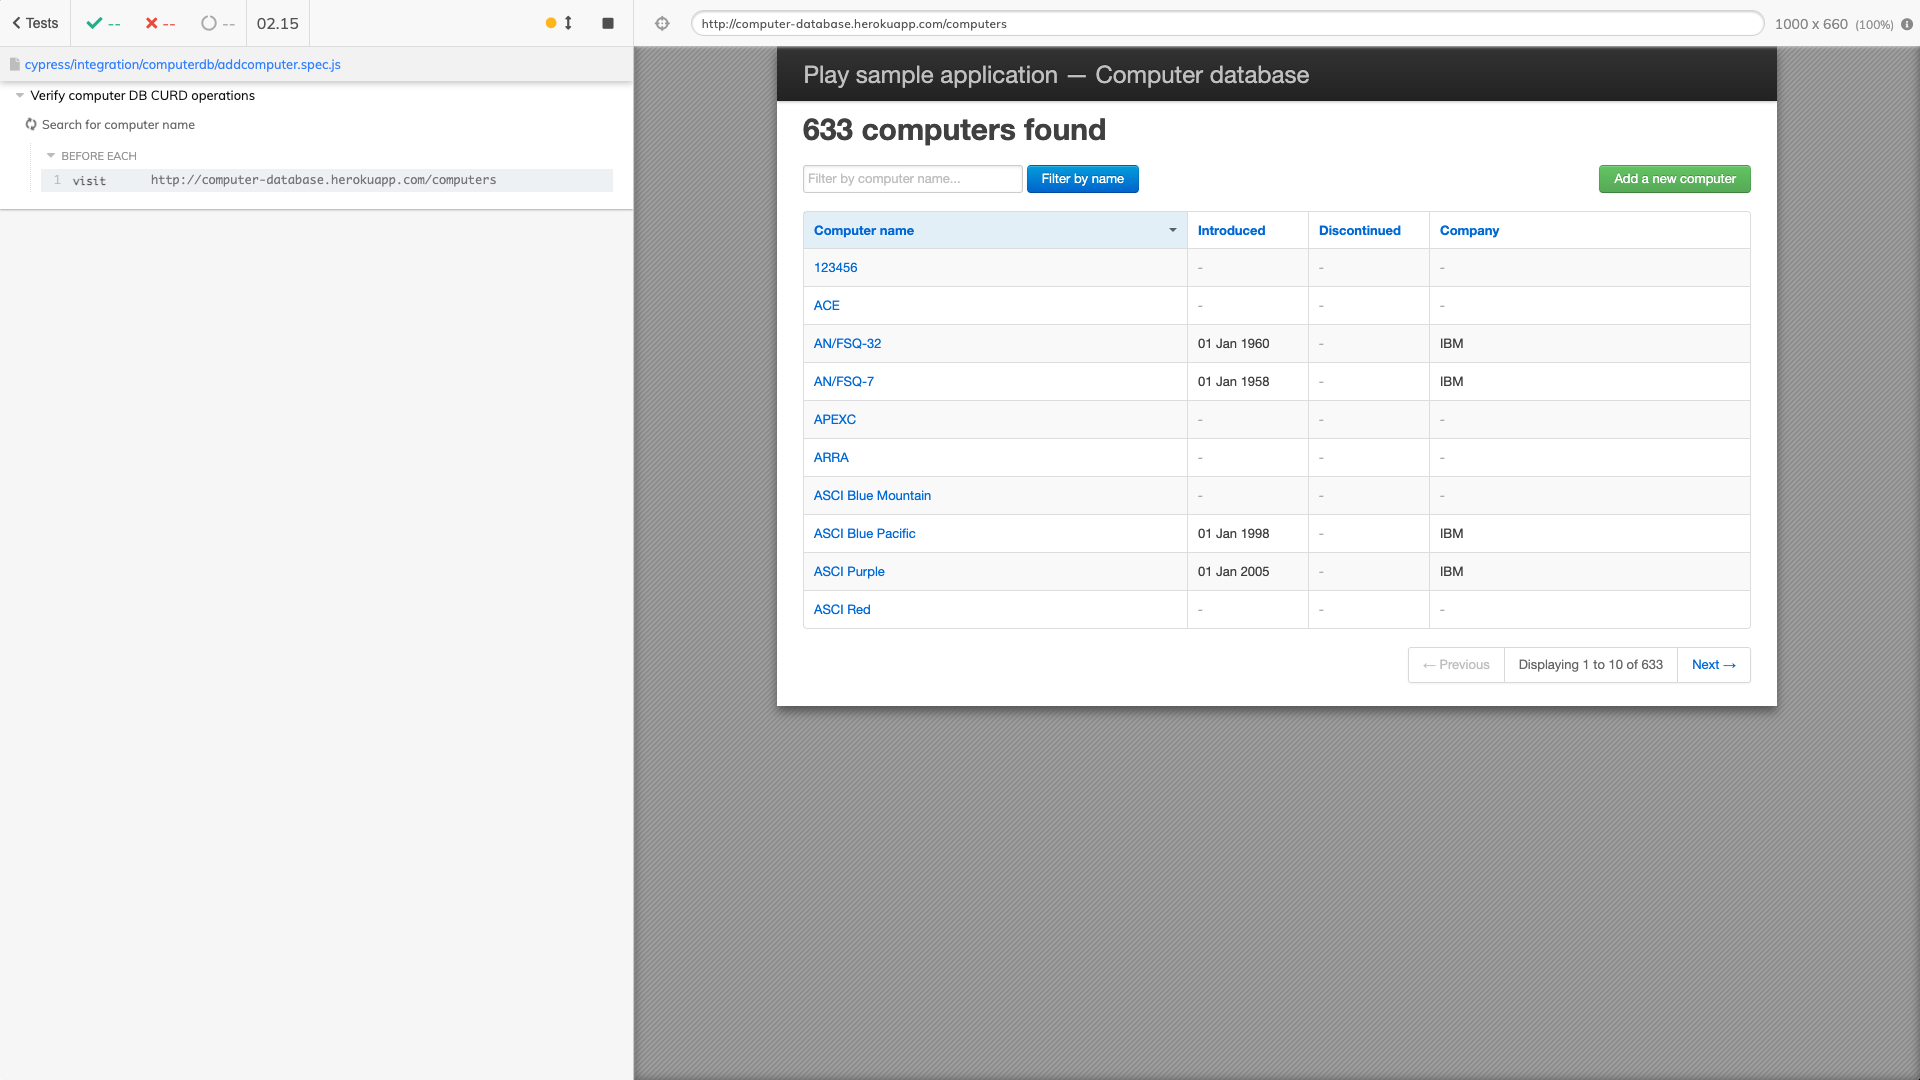 Tests -- -- -- 02.15
http://computer-database.herokuapp.com/computers 1000 x 660 (100%)
cypress/integration/computerdb/addcomputer.spec.js
Verify computer DB CURD operations
Search for computer name
BEFORE EACH
1 visit http://computer-database.herokuapp.com/computers
Play sample application — Computer database
633 computers found
Filter by computer name... Filter by name Add a new computer
Computer name Introduced Discontinued Company
123456 - - -
ACE - - -
AN/FSQ-32 01 Jan 1960 - IBM
AN/FSQ-7 01 Jan 1958 - IBM
APEXC - - -
ARRA - - -
ASCI Blue Mountain - - -
ASCI Blue Pacific 01 Jan 1998 - IBM
ASCI Purple 01 Jan 2005 - IBM
ASCI Red - - -
← Previous Displaying 1 to 10 of 633 Next →